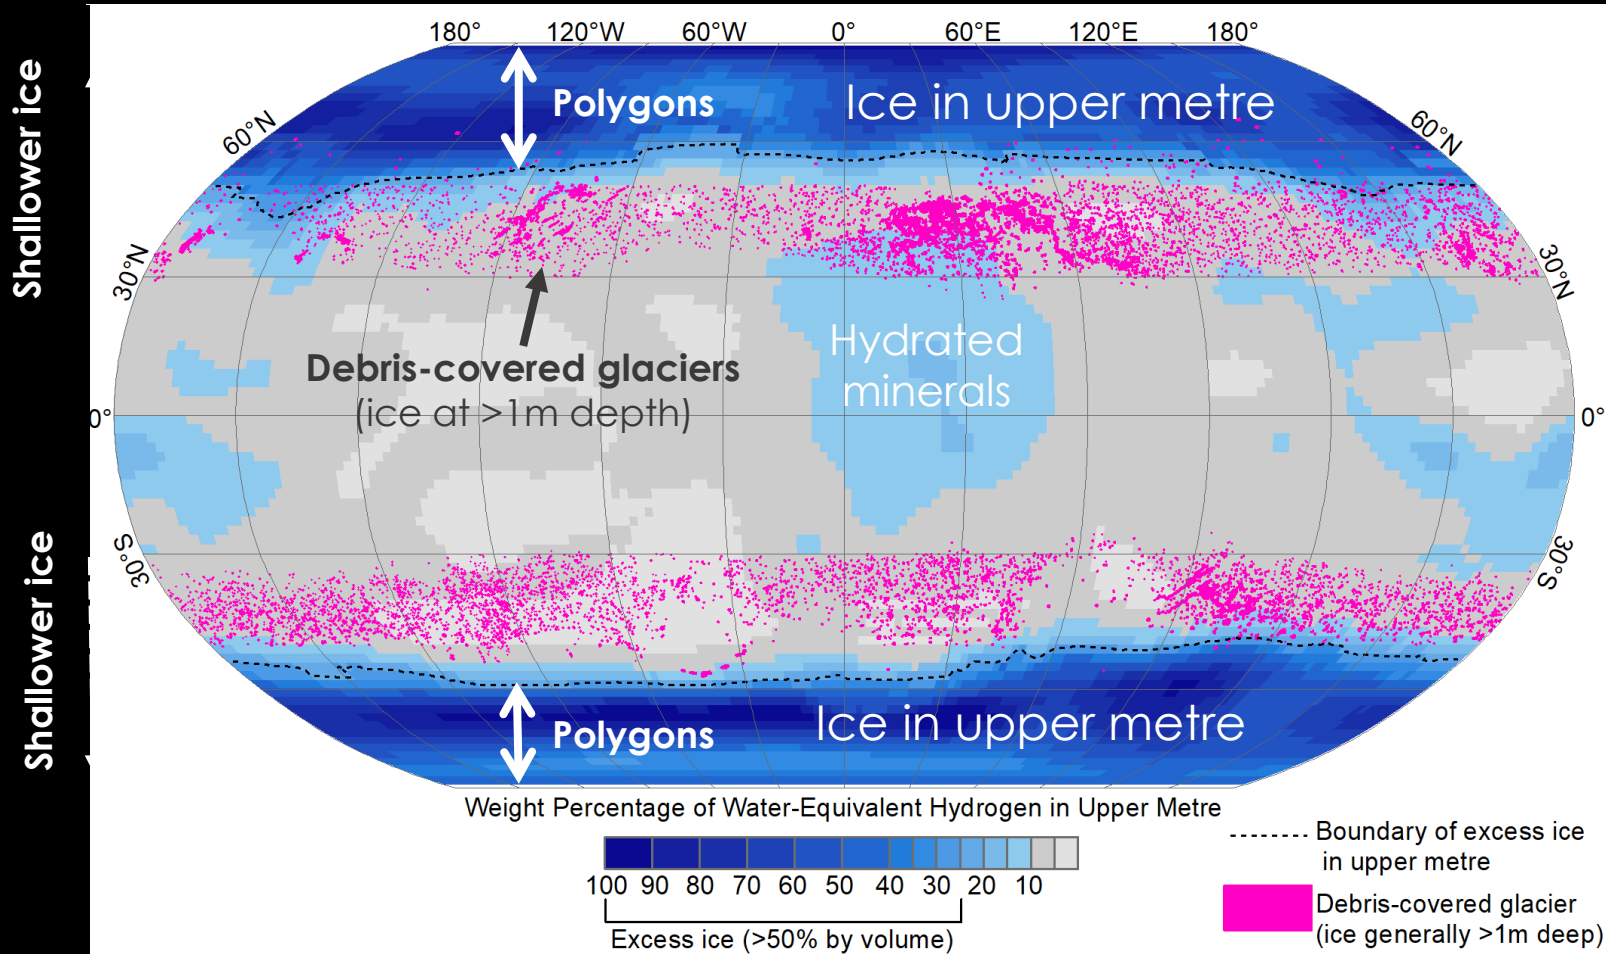 Shallower ice
Shallower ice
180° 120°W 60°W 0° 60°E 120°E 180°
60°N
60°N
30°N
30°N
0°
0°
30°S
30°S
Polygons
Ice in upper metre
Hydrated
minerals
Debris-covered glaciers
(ice at >1m depth)
Polygons
Ice in upper metre
Weight Percentage of Water-Equivalent Hydrogen in Upper Metre
100 90 80 70 60 50 40 30 20 10
Excess ice (>50% by volume)
Boundary of excess ice
in upper metre
Debris-covered glacier
(ice generally >1m deep)